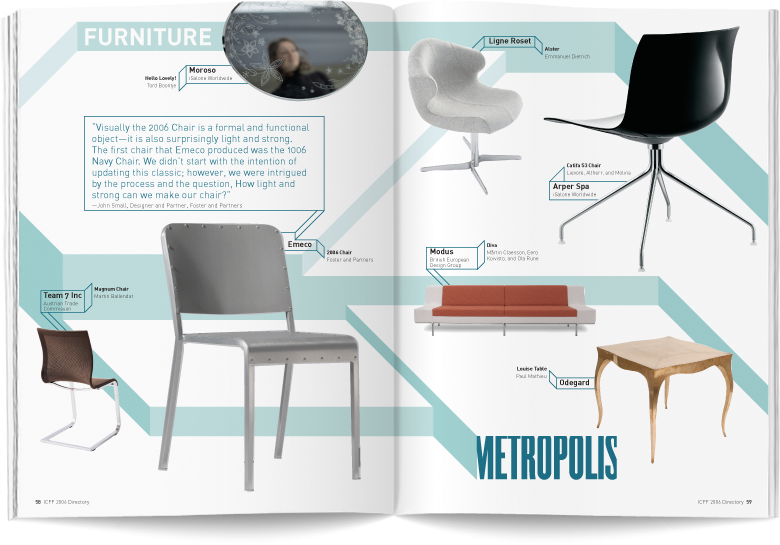 FURNITURE
Hello Lovely!
Tord Boontje
Moroso
iSalone Worldwide
"Visually the 2006 Chair is a formal and functional
object—it is also surprisingly light and strong.
The first chair that Emeco produced was the 1006
Navy Chair. We didn't start with the intention of
updating this classic; however, we were intrigued
by the process and the question, How light and
strong can we make our chair?"
—John Small, Designer and Partner, Foster and Partners
Emeco
2006 Chair
Foster and Partners
Team 7 Inc
Austrian Trade
Commission
Magnum Chair
Martin Ballendat
58 ICFF 2006 Directory
Ligne Roset
Alster
Emmanuel Dietrich
Catifa 53 Chair
Lievore, Altherr, and Molina
Arper Spa
iSalone Worldwide
Modus
British European
Design Group
Disa
Mårtin Claesson, Eero
Koivisto, and Ola Rune
Louise Table
Paul Mathieu
Odegard
METROPOLIS
ICFF 2006 Directory 59